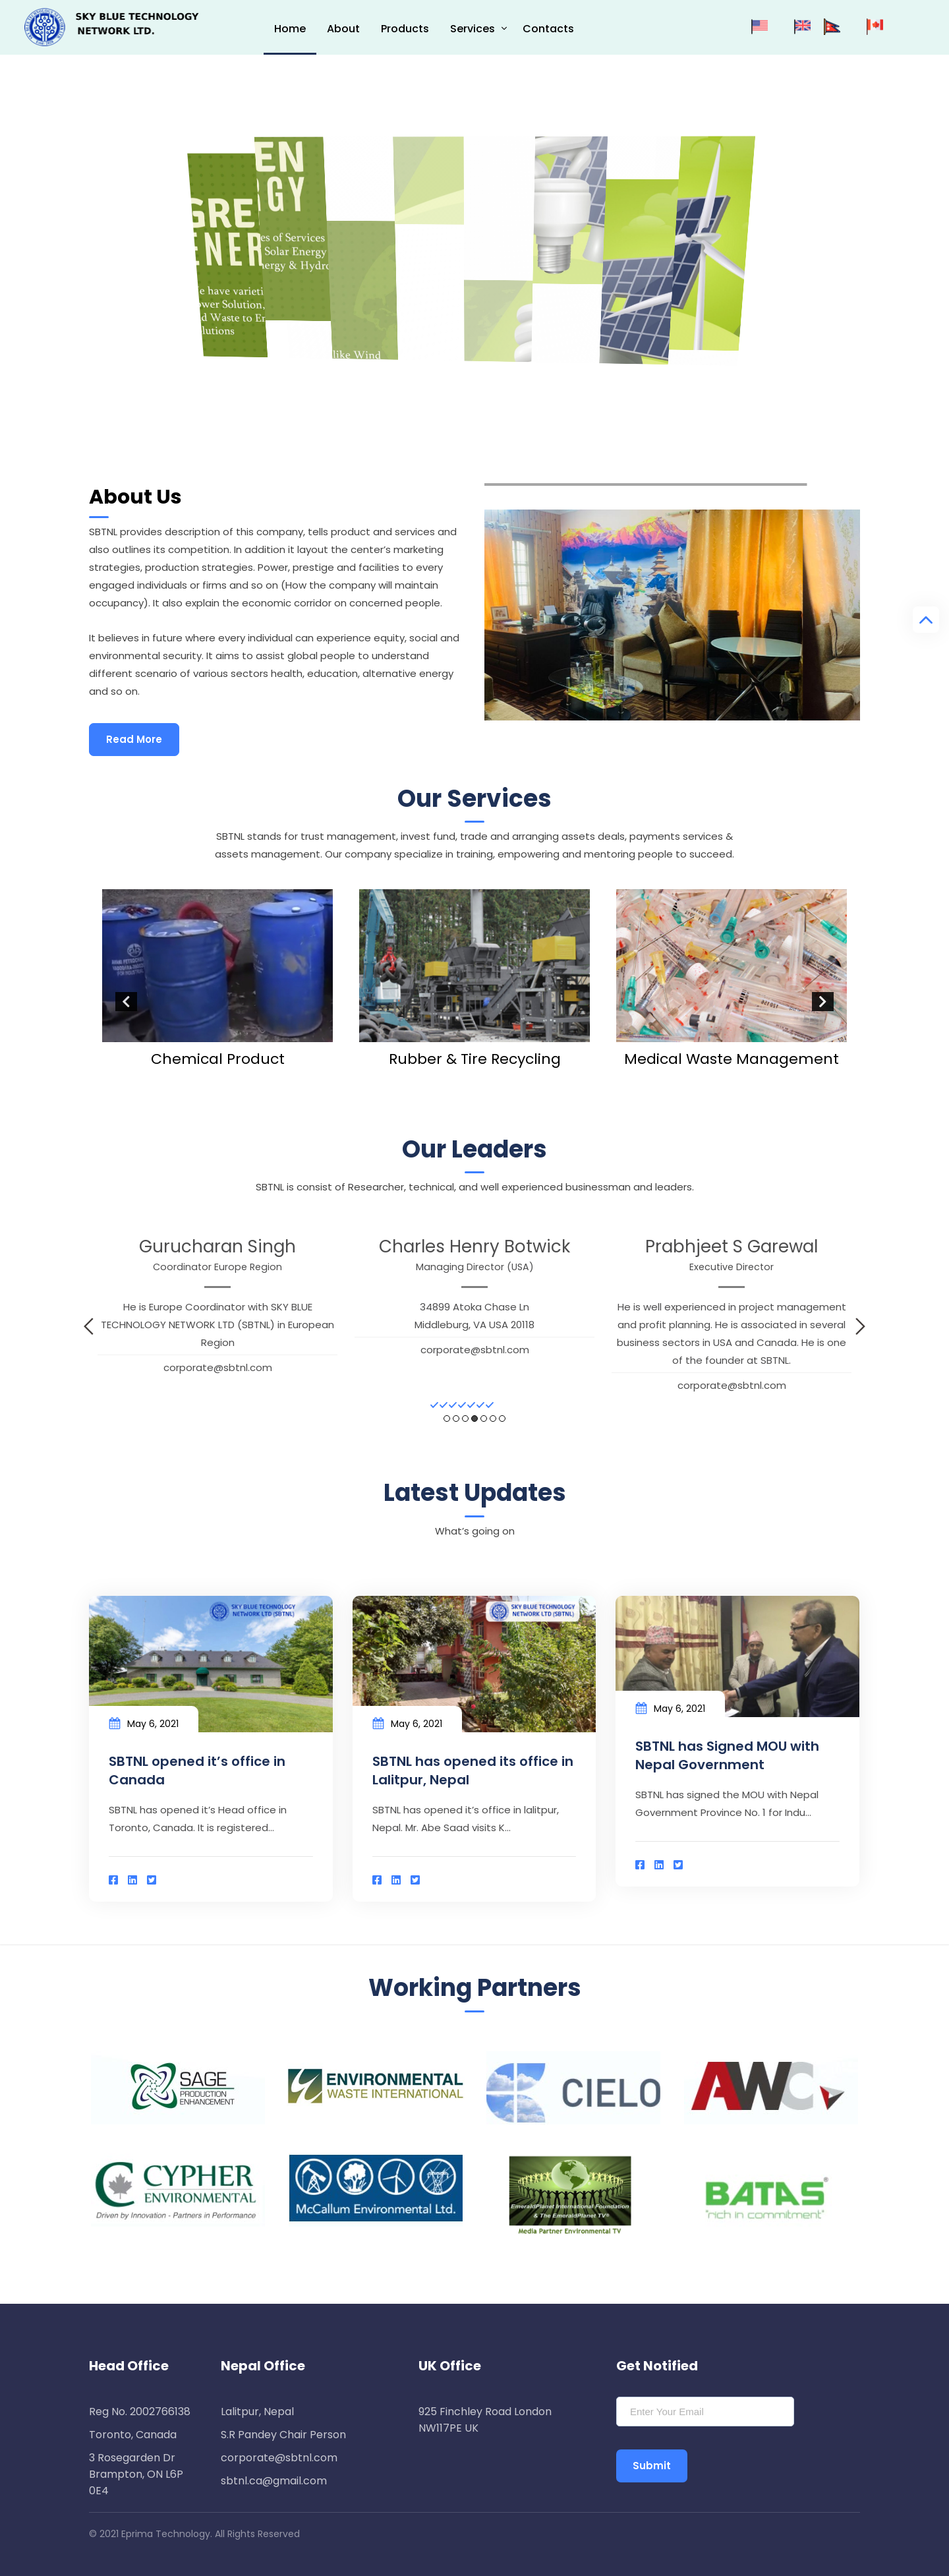 SKY BLUE TECHNOLOGY
NETWORK LTD.
Home
About
Products
Services
Contacts
EN
GY
GRE
ENER
es of Services
Solar Energy
ergy & Hydro
e have varieti
ower Solution,
d Waste to En
olutions
like Wind
About Us
SBTNL provides description of this company, tells product and services and
also outlines its competition. In addition it layout the center's marketing
strategies, production strategies. Power, prestige and facilities to every
engaged individuals or firms and so on (How the company will maintain
occupancy). It also explain the economic corridor on concerned people.
It believes in future where every individual can experience equity, social and
environmental security. It aims to assist global people to understand
different scenario of various sectors health, education, alternative energy
and so on.
Read More
Our Services
SBTNL stands for trust management, invest fund, trade and arranging assets deals, payments services &
assets management. Our company specialize in training, empowering and mentoring people to succeed.
Chemical Product
Rubber & Tire Recycling
Medical Waste Management
Our Leaders
SBTNL is consist of Researcher, technical, and well experienced businessman and leaders.
Gurucharan Singh
Coordinator Europe Region
He is Europe Coordinator with SKY BLUE
TECHNOLOGY NETWORK LTD (SBTNL) in European
Region
corporate@sbtnl.com
Charles Henry Botwick
Managing Director (USA)
34899 Atoka Chase Ln
Middleburg, VA USA 20118
corporate@sbtnl.com
Prabhjeet S Garewal
Executive Director
He is well experienced in project management
and profit planning. He is associated in several
business sectors in USA and Canada. He is one
of the founder at SBTNL.
corporate@sbtnl.com
Latest Updates
What's going on
SKY BLUE TECHNOLOGY
NETWORK LTD (SBTNL)
May 6, 2021
SBTNL opened it's office in
Canada
SBTNL has opened it's Head office in
Toronto, Canada. It is registered...
SKY BLUE TECHNOLOGY
NETWORK LTD (SBTNL)
May 6, 2021
SBTNL has opened its office in
Lalitpur, Nepal
SBTNL has opened it's office in lalitpur,
Nepal. Mr. Abe Saad visits K...
May 6, 2021
SBTNL has Signed MOU with
Nepal Government
SBTNL has signed the MOU with Nepal
Government Province No. 1 for Indu...
Working Partners
SAGE
PRODUCTION
ENHANCEMENT
ENVIRONMENTAL
WASTE INTERNATIONAL
CIELO
AWC
CYPHER
ENVIRONMENTAL
Driven by Innovation - Partners in Performance
McCallum Environmental Ltd.
EmeraldPlanet International Foundation
& The EmeraldPlanet TV®
Media Partner Environmental TV
BATAS
"rich in commitment"
Head Office
Reg No. 2002766138
Toronto, Canada
3 Rosegarden Dr
Brampton, ON L6P
0E4
Nepal Office
Lalitpur, Nepal
S.R Pandey Chair Person
corporate@sbtnl.com
sbtnl.ca@gmail.com
UK Office
925 Finchley Road London
NW117PE UK
Get Notified
Enter Your Email
Submit
© 2021 Eprima Technology. All Rights Reserved